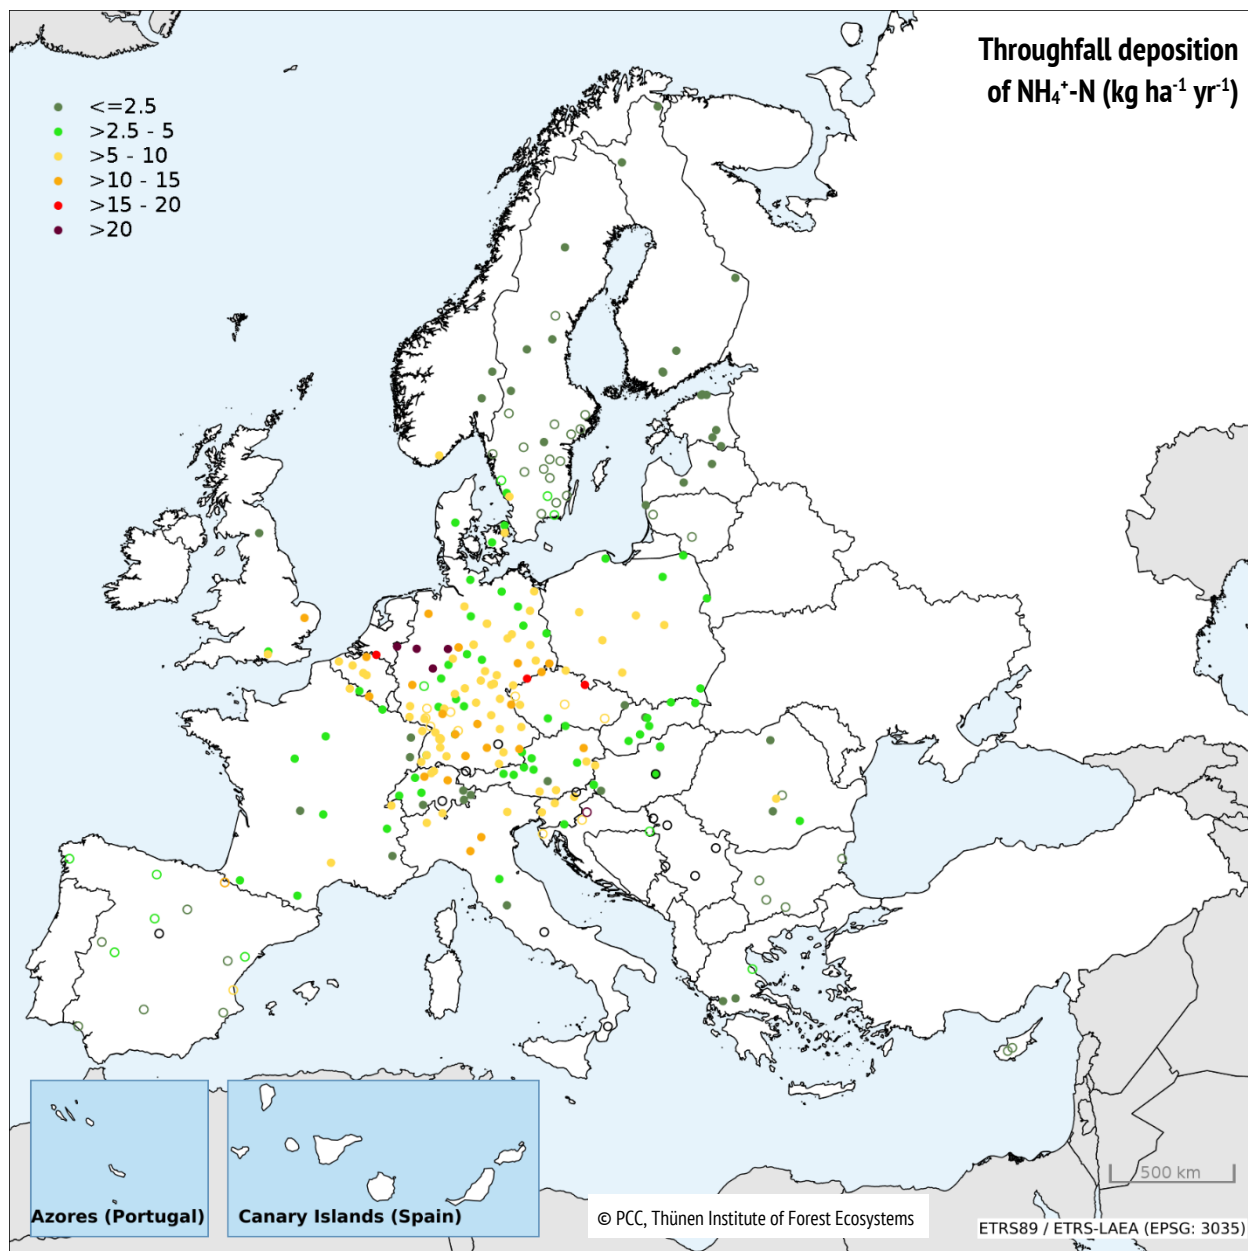 Throughfall deposition
of NH₄⁺-N (kg ha⁻¹ yr⁻¹)
<=2.5
>2.5 - 5
>5 - 10
>10 - 15
>15 - 20
>20
500 km
Azores (Portugal)
Canary Islands (Spain)
© PCC, Thünen Institute of Forest Ecosystems
ETRS89 / ETRS-LAEA (EPSG: 3035)